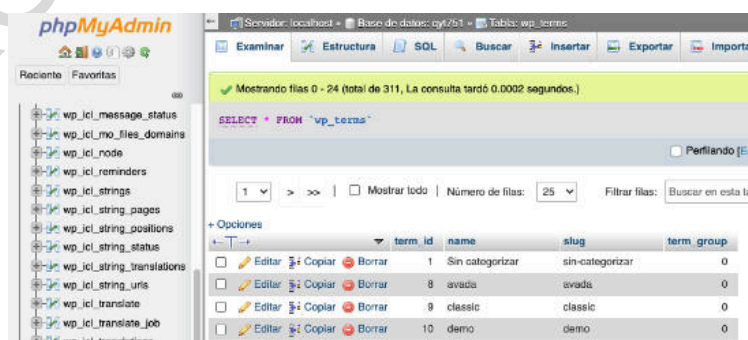 phpMyAdmin
Reciente Favoritas
wp_icl_message_status
wp_icl_mo_files_domains
wp_icl_node
wp_icl_reminders
wp_icl_strings
wp_icl_string_pages
wp_icl_string_positions
wp_icl_string_status
wp_icl_string_translations
wp_icl_string_urls
wp_icl_translate
wp_icl_translate_job
Servidor: localhost » Base de datos: qyt751 » Tabla: wp_terms
Examinar Estructura SQL Buscar Insertar Exportar Importa
Mostrando filas 0 - 24 (total de 311, La consulta tardó 0.0002 segundos.)
SELECT * FROM `wp_terms`
Perfilando [E
1 > >> | Mostrar todo | Número de filas: 25 Filtrar filas: Buscar en esta ta
+ Opciones
←T→ term_id name slug term_group
Editar Copiar Borrar 1 Sin categorizar sin-categorizar 0
Editar Copiar Borrar 8 avada avada 0
Editar Copiar Borrar 9 classic classic 0
Editar Copiar Borrar 10 demo demo 0